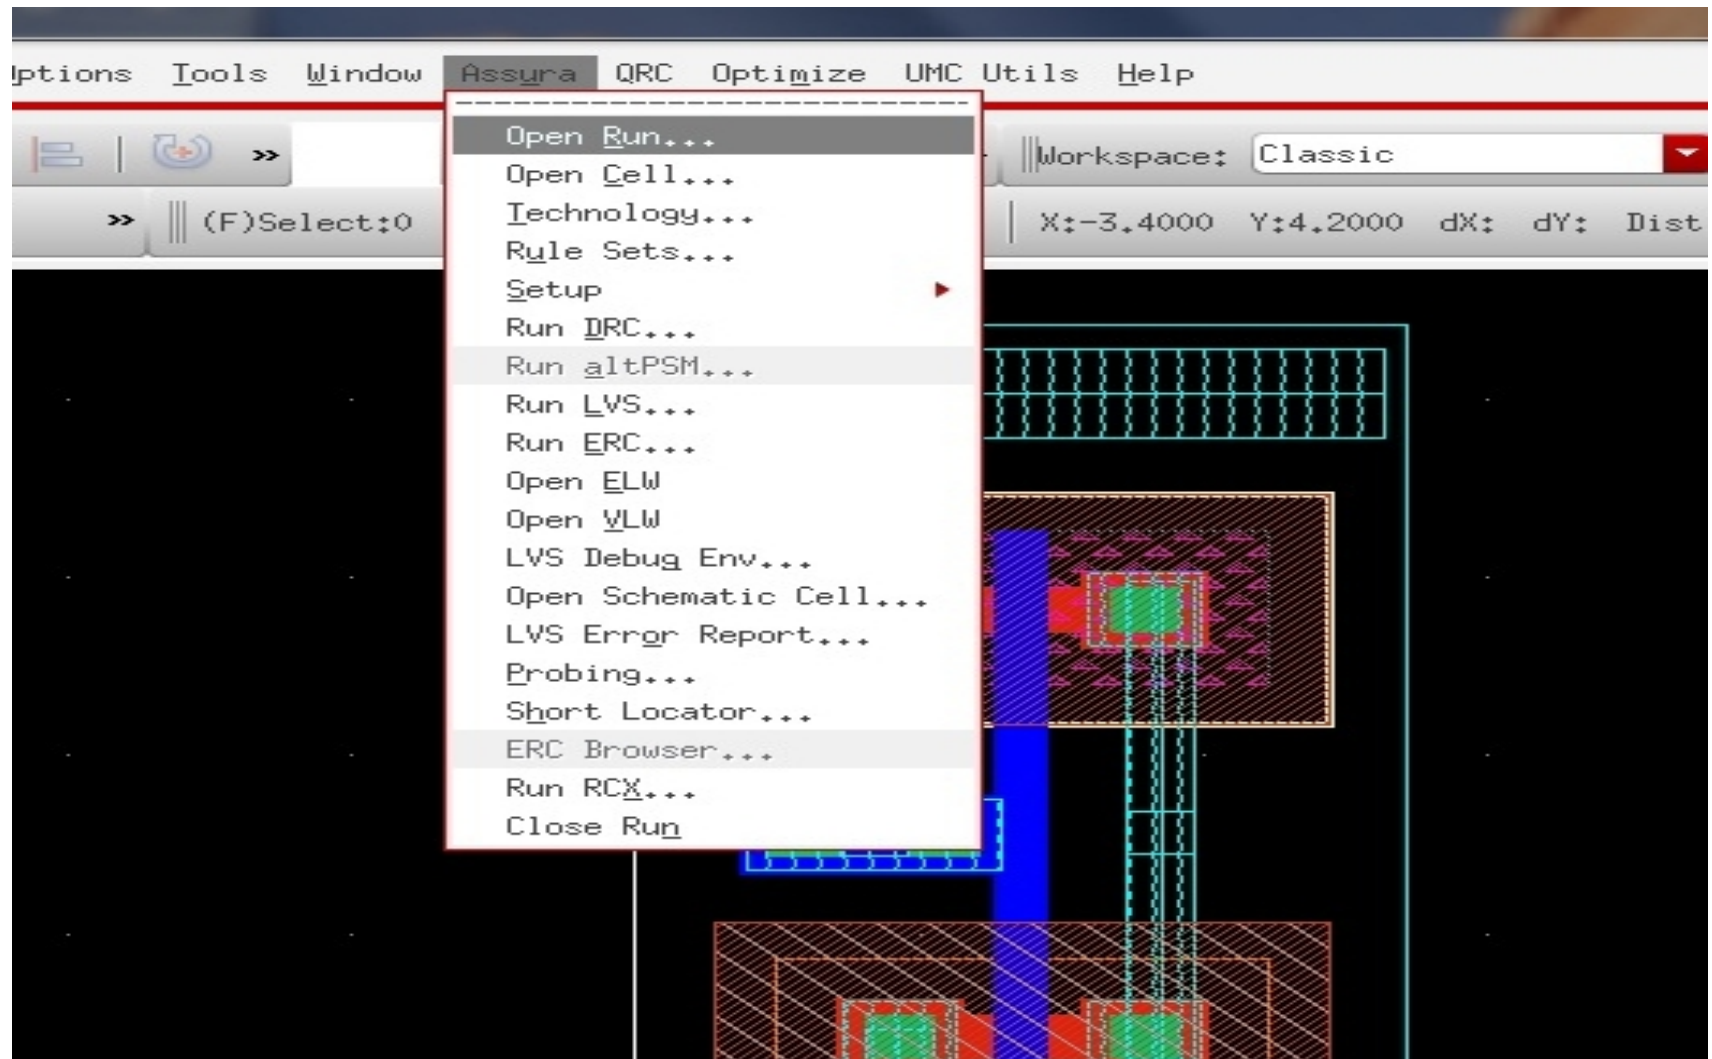 Options Tools Window Assura QRC Optimize UMC Utils Help
Open Run...
Open Cell...
Technology...
Rule Sets...
Setup
Run DRC...
Run altPSM...
Run LVS...
Run ERC...
Open ELW
Open VLW
LVS Debug Env...
Open Schematic Cell...
LVS Error Report...
Probing...
Short Locator...
ERC Browser...
Run RCX...
Close Run
» Workspace: Classic
» (F)Select:0 X:-3.4000 Y:4.2000 dX: dY: Dist